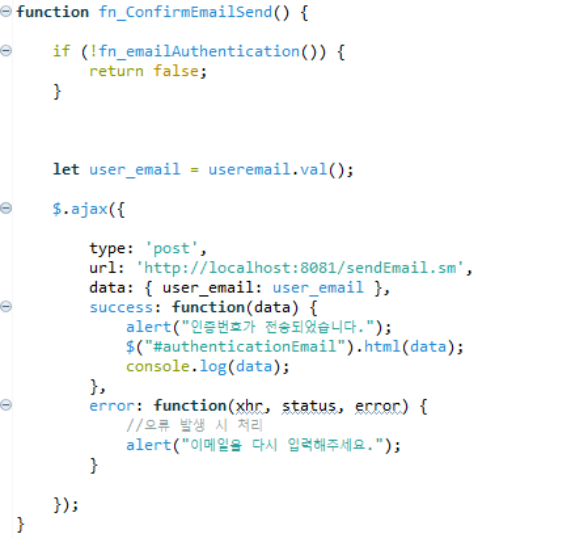 function fn_ConfirmEmailSend() {
if (!fn_emailAuthentication()) {
return false;
}
let user_email = useremail.val();
$.ajax({
type: 'post',
url: 'http://localhost:8081/sendEmail.sm',
data: { user_email: user_email },
success: function(data) {
alert("인증번호가 전송되었습니다.");
$("#authenticationEmail").html(data);
console.log(data);
},
error: function(xhr, status, error) {
//오류 발생 시 처리
alert("이메일을 다시 입력해주세요.");
}
});
}